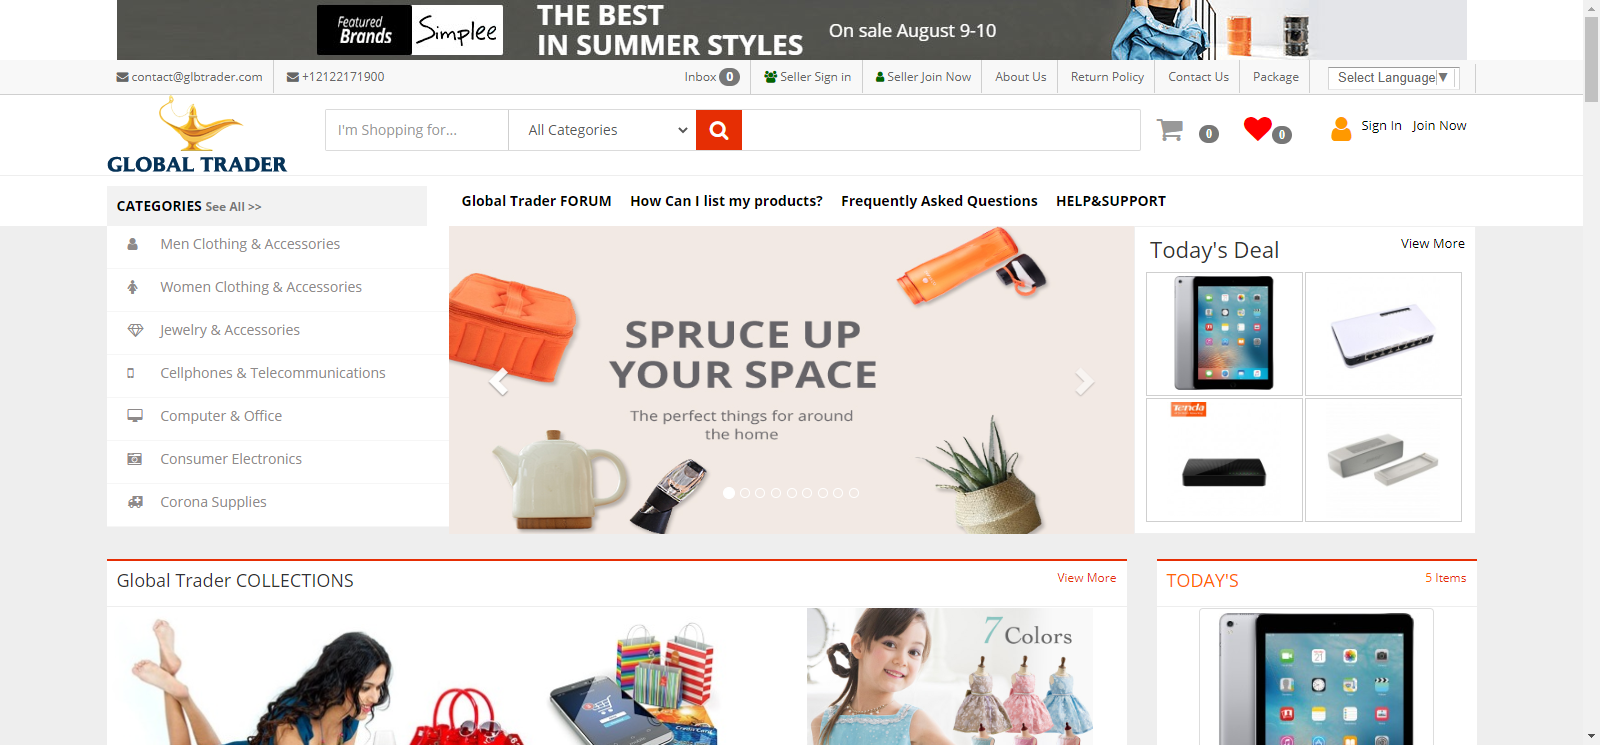 Featured Brands
Simplee
THE BEST
IN SUMMER STYLES
On sale August 9-10
contact@glbtrader.com
+12122171900
Inbox 0
Seller Sign in
Seller Join Now
About Us
Return Policy
Contact Us
Package
Select Language ▼
GLOBAL TRADER
I'm Shopping for...
All Categories
0
0
Sign In
Join Now
CATEGORIES See All >>
Global Trader FORUM
How Can I list my products?
Frequently Asked Questions
HELP&SUPPORT
Men Clothing & Accessories
Women Clothing & Accessories
Jewelry & Accessories
Cellphones & Telecommunications
Computer & Office
Consumer Electronics
Corona Supplies
SPRUCE UP
YOUR SPACE
The perfect things for around
the home
Today's Deal
View More
Tenda
Global Trader COLLECTIONS
View More
7 Colors
TODAY'S
5 Items